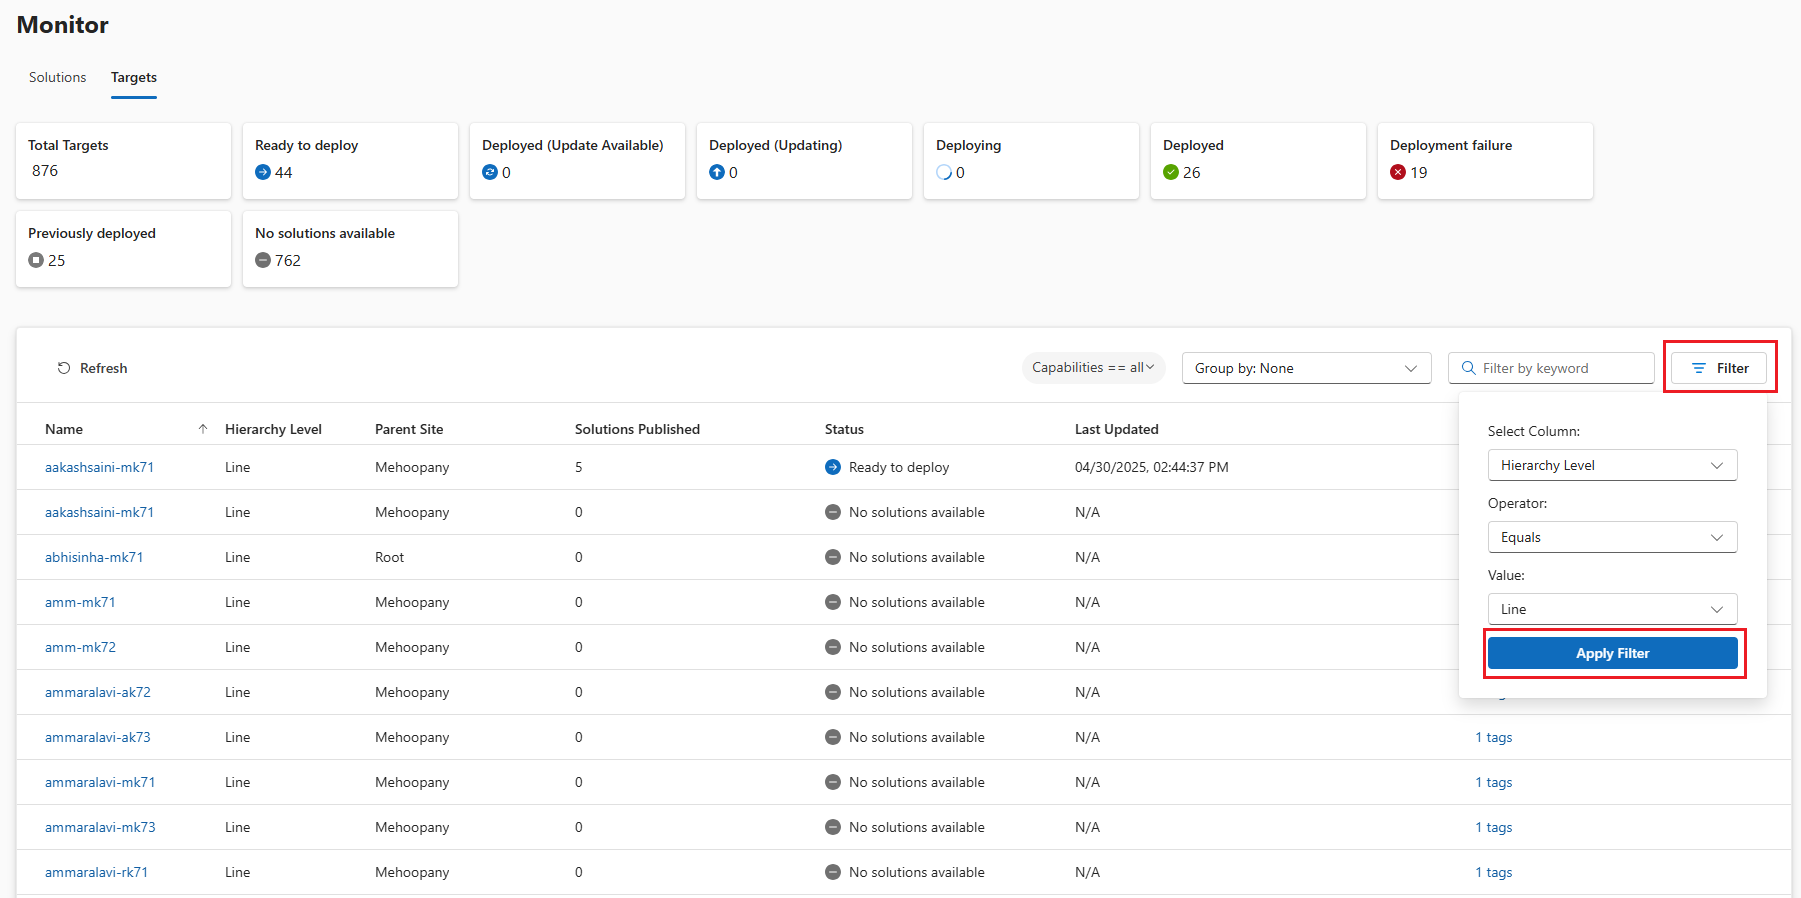 Monitor
Solutions Targets
Total Targets
876
Ready to deploy
44
Deployed (Update Available)
0
Deployed (Updating)
0
Deploying
0
Deployed
26
Deployment failure
19
Previously deployed
25
No solutions available
762
Refresh Capabilities == all Group by: None Filter by keyword Filter
Name Hierarchy Level Parent Site Solutions Published Status Last Updated
aakashsaini-mk71 Line Mehoopany 5 Ready to deploy 04/30/2025, 02:44:37 PM
aakashsaini-mk71 Line Mehoopany 0 No solutions available N/A
abhisinha-mk71 Line Root 0 No solutions available N/A
amm-mk71 Line Mehoopany 0 No solutions available N/A
amm-mk72 Line Mehoopany 0 No solutions available N/A
ammaralavi-ak72 Line Mehoopany 0 No solutions available N/A
ammaralavi-ak73 Line Mehoopany 0 No solutions available N/A 1 tags
ammaralavi-mk71 Line Mehoopany 0 No solutions available N/A 1 tags
ammaralavi-mk73 Line Mehoopany 0 No solutions available N/A 1 tags
ammaralavi-rk71 Line Mehoopany 0 No solutions available N/A 1 tags
Select Column:
Hierarchy Level
Operator:
Equals
Value:
Line
Apply Filter